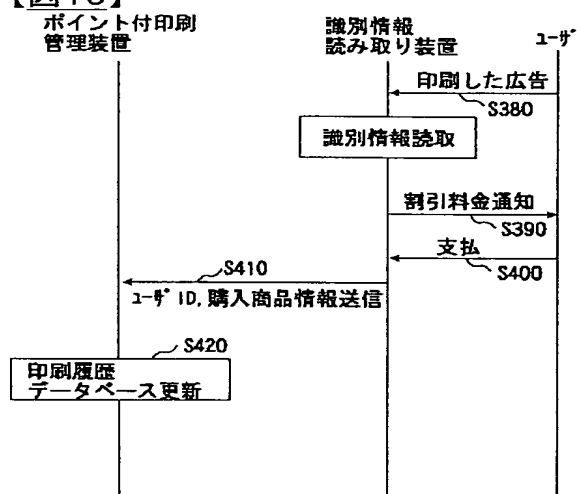 ポイント付印刷
管理装置
識別情報
読み取り装置
ユーザ
印刷した広告
S380
識別情報読取
割引料金通知
S390
支払
S400
S410
ユーザID,購入商品情報送信
S420
印刷履歴
データベース更新